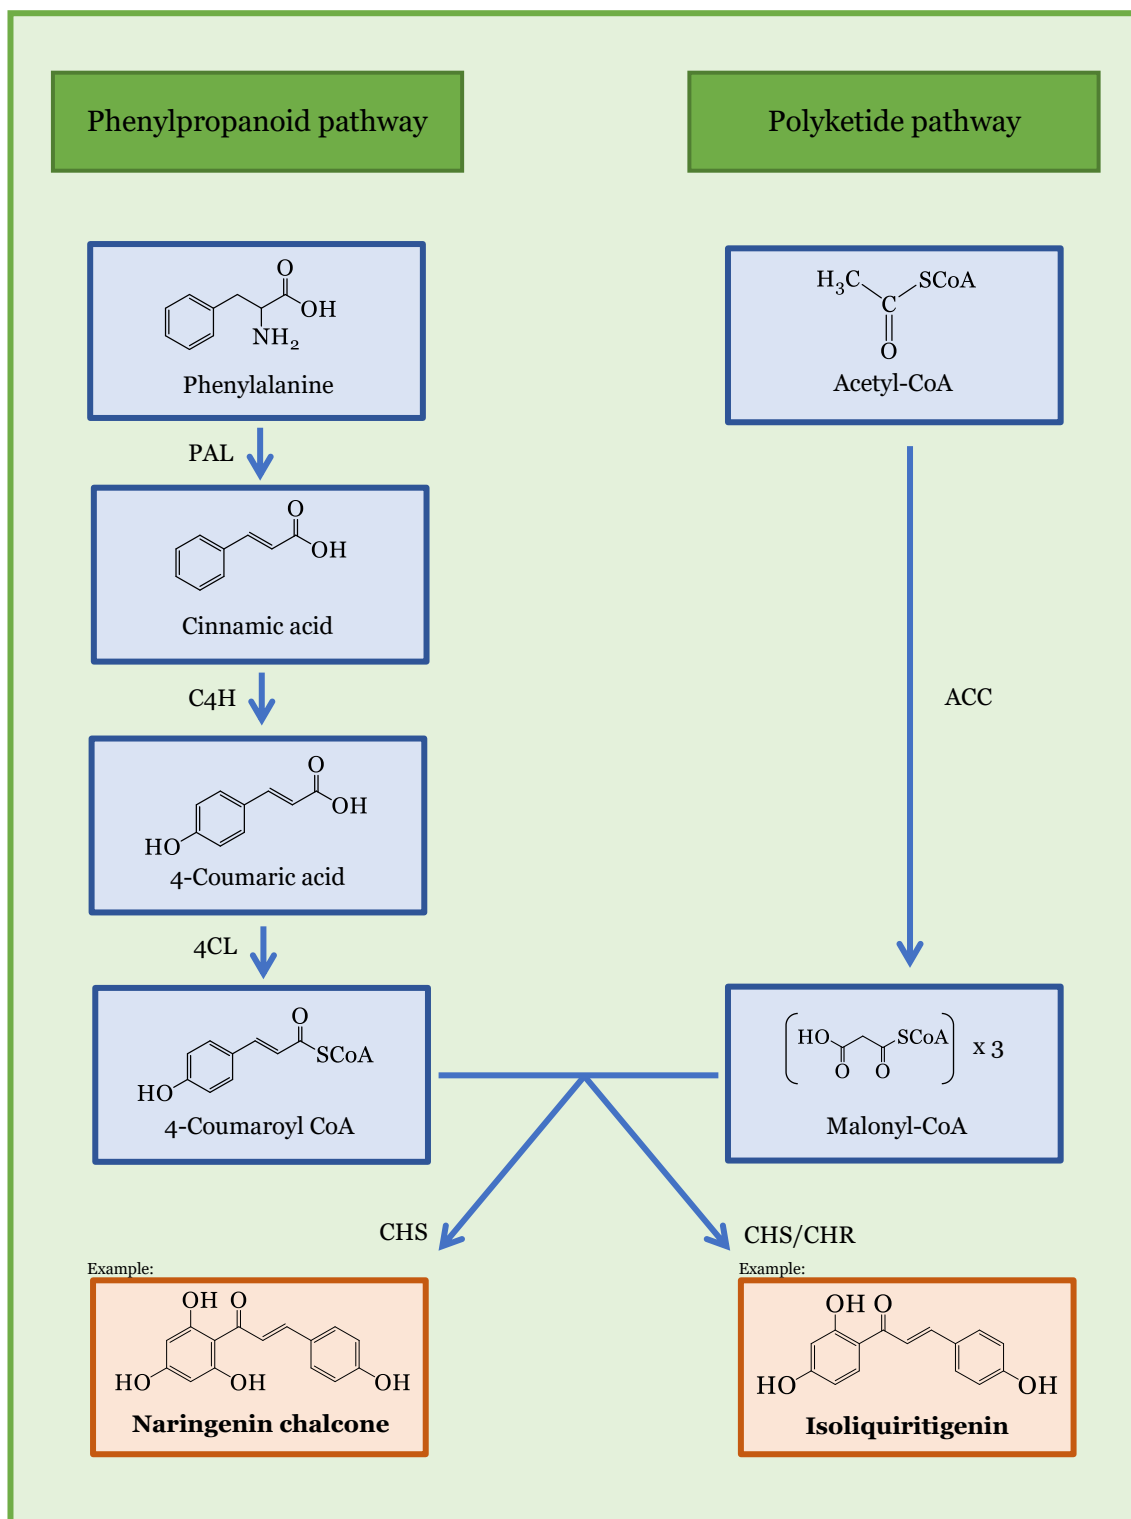 Phenylpropanoid pathway
Polyketide pathway
O
OH
NH₂
Phenylalanine
H₃C
SCoA
C
O
Acetyl-CoA
PAL
O
OH
Cinnamic acid
C4H
ACC
O
OH
HO
4-Coumaric acid
4CL
O
SCoA
HO
4-Coumaroyl CoA
HO
SCoA
O O
x 3
Malonyl-CoA
CHS
CHS/CHR
Example:
OH O
HO OH OH
Naringenin chalcone
Example:
OH O
HO OH
Isoliquiritigenin